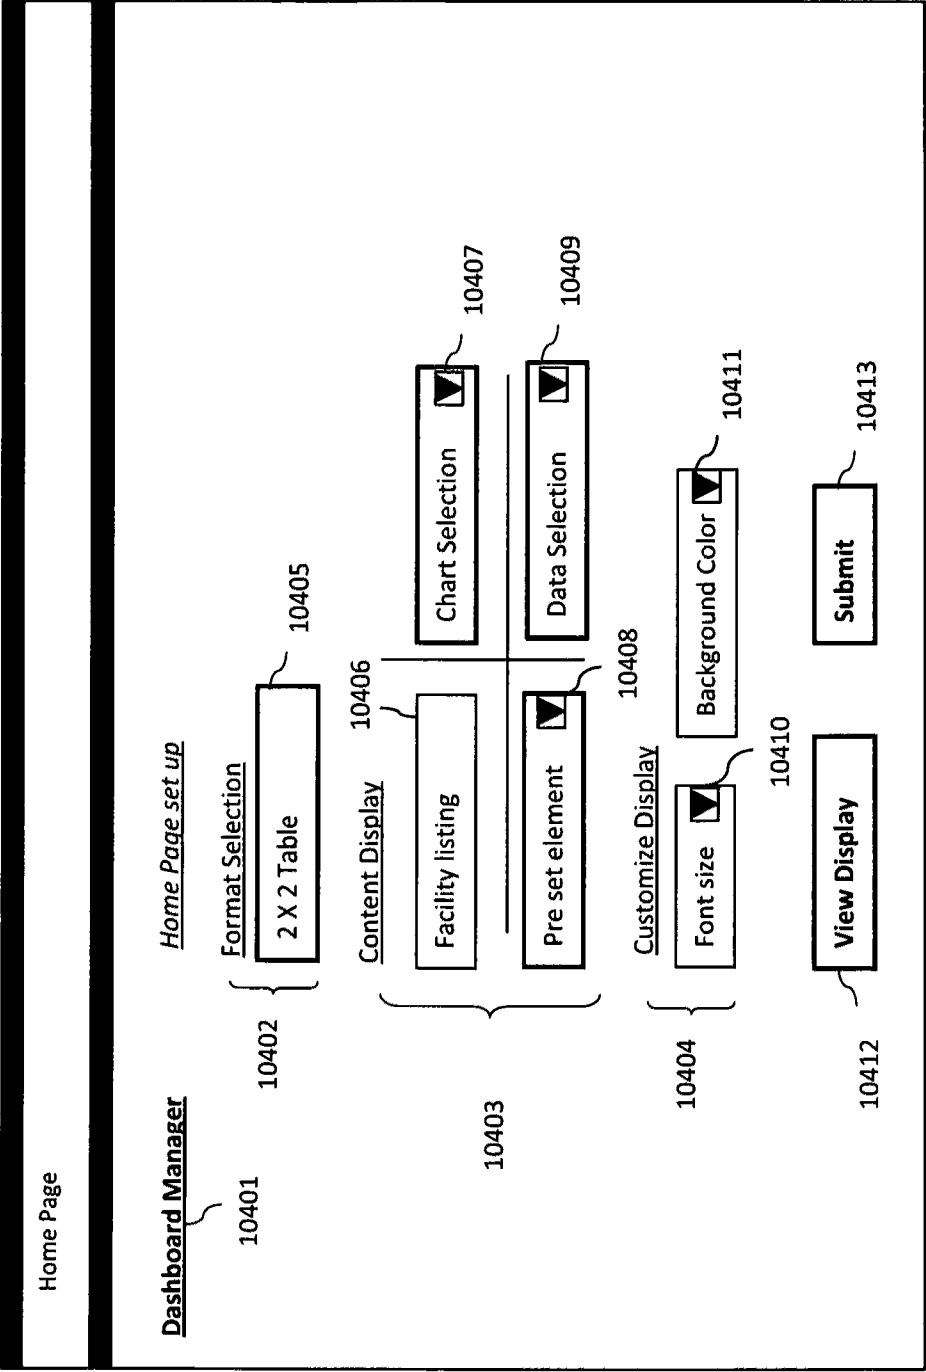 Home Page
Dashboard Manager
10401
Home Page set up
Format Selection
10402
2 X 2 Table
10405
Content Display
10406
10403
Facility listing
Chart Selection
10407
Pre set element
10408
Data Selection
10409
Customize Display
10404
Font size
10410
Background Color
10411
View Display
10412
Submit
10413